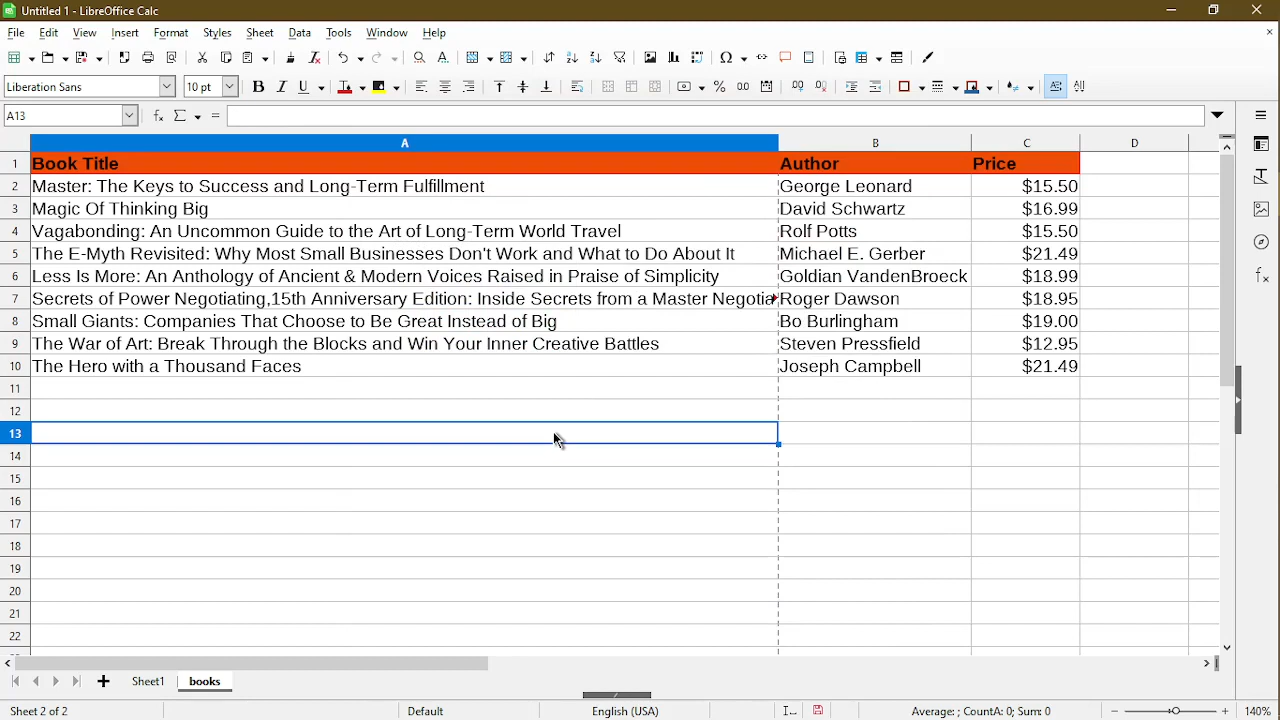 Untitled 1 - LibreOffice Calc
File Edit View Insert Format Styles Sheet Data Tools Window Help
Liberation Sans 10 pt
A13
A B C D
1 Book Title Author Price
2 Master: The Keys to Success and Long-Term Fulfillment George Leonard $15.50
3 Magic Of Thinking Big David Schwartz $16.99
4 Vagabonding: An Uncommon Guide to the Art of Long-Term World Travel Rolf Potts $15.50
5 The E-Myth Revisited: Why Most Small Businesses Don't Work and What to Do About It Michael E. Gerber $21.49
6 Less Is More: An Anthology of Ancient & Modern Voices Raised in Praise of Simplicity Goldian VandenBroeck $18.99
7 Secrets of Power Negotiating,15th Anniversary Edition: Inside Secrets from a Master Negotia Roger Dawson $18.95
8 Small Giants: Companies That Choose to Be Great Instead of Big Bo Burlingham $19.00
9 The War of Art: Break Through the Blocks and Win Your Inner Creative Battles Steven Pressfield $12.95
10 The Hero with a Thousand Faces Joseph Campbell $21.49
11
12
13
14
15
16
17
18
19
20
21
22
Sheet1 books
Sheet 2 of 2 Default English (USA) Average: ; CountA: 0; Sum: 0 140%